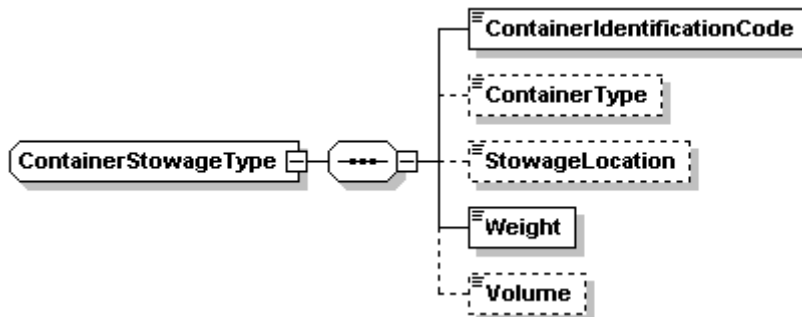 ContainerIdentificationCode
ContainerType
ContainerStowageType
StowageLocation
Weight
Volume